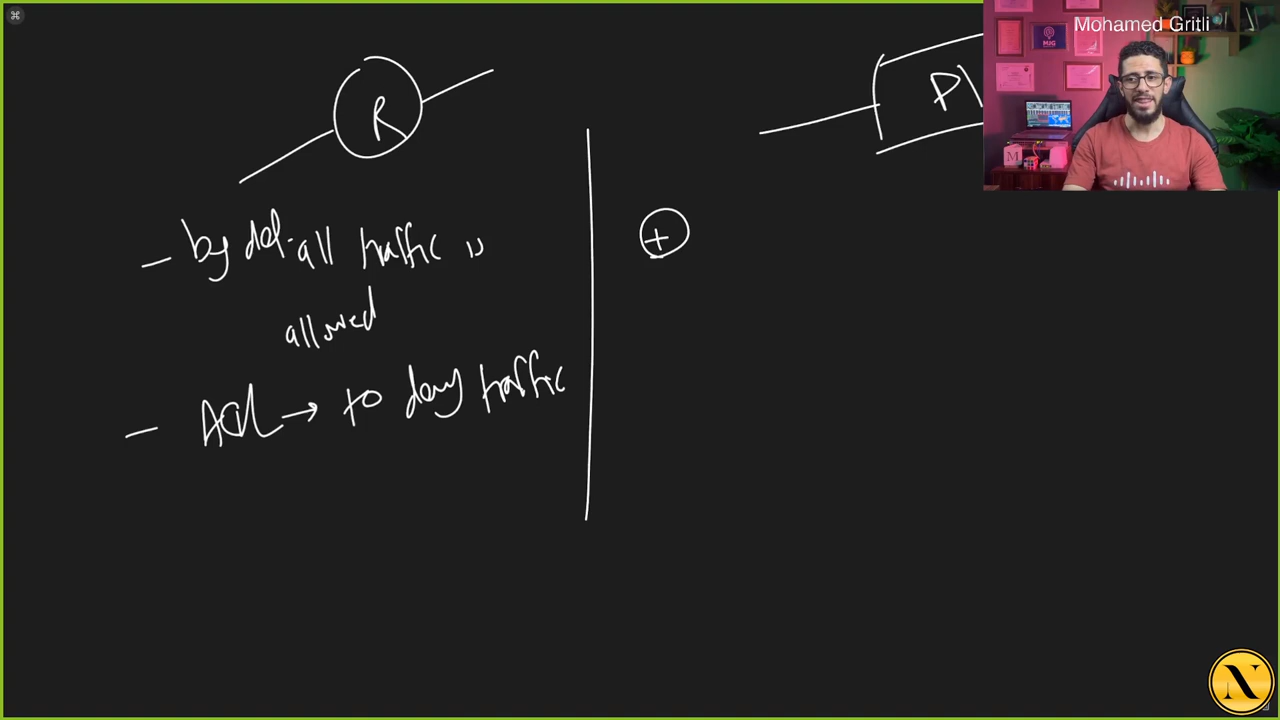 Mohamed Gritli
R
- by def. all traffic is
allowed
- ACL → to deny traffic
+
M
N